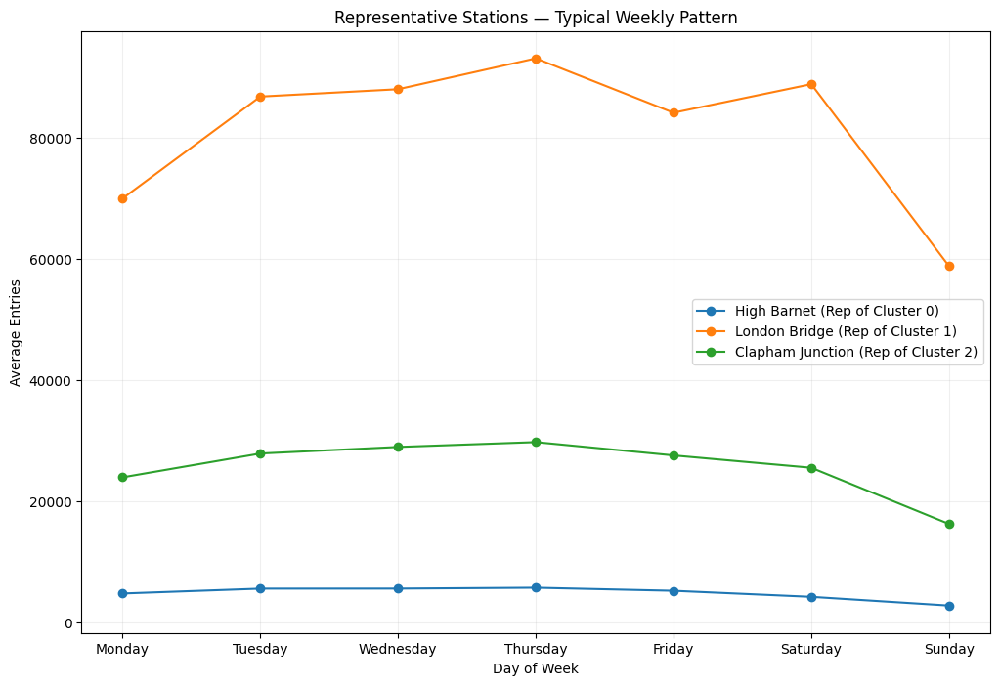 Representative Stations — Typical Weekly Pattern
Average Entries
80000
60000
40000
20000
0
High Barnet (Rep of Cluster 0)
London Bridge (Rep of Cluster 1)
Clapham Junction (Rep of Cluster 2)
Monday Tuesday Wednesday Thursday Friday Saturday Sunday
Day of Week